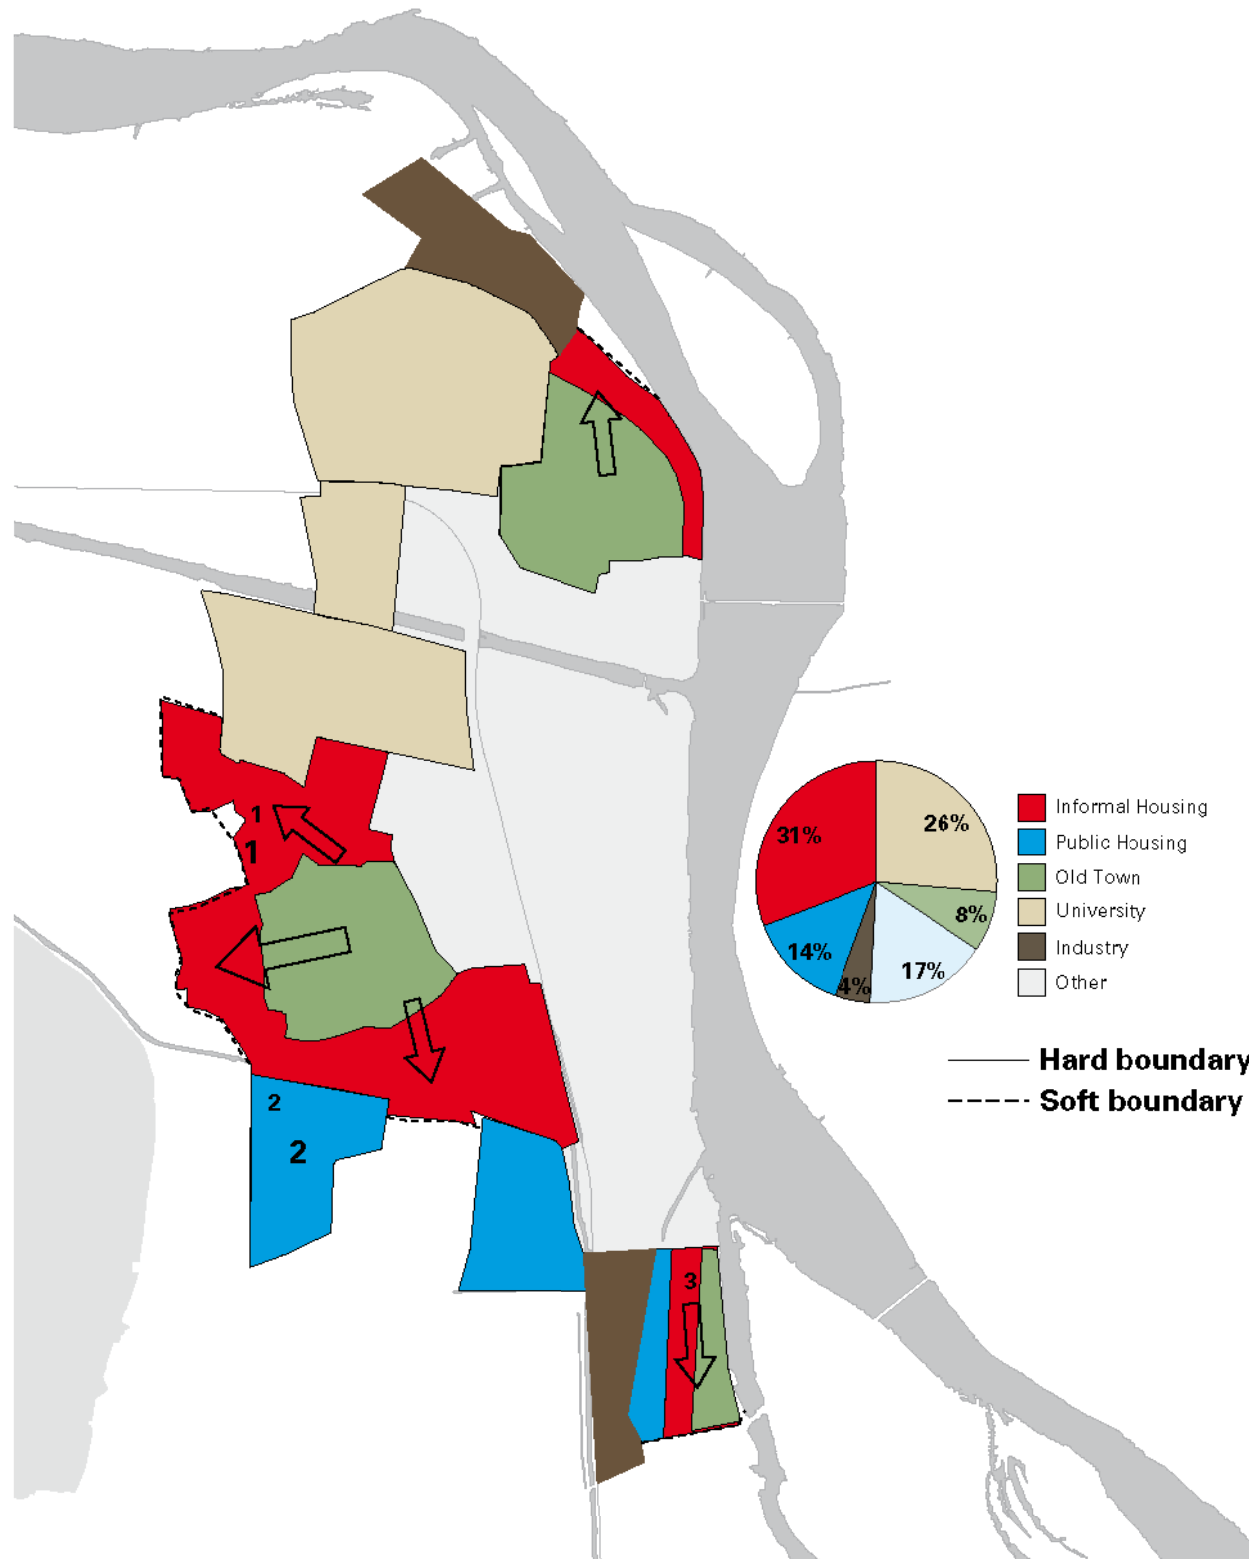 1
1
2
2
3
31%
26%
8%
17%
4%
14%
Informal Housing
Public Housing
Old Town
University
Industry
Other
Hard boundary
Soft boundary